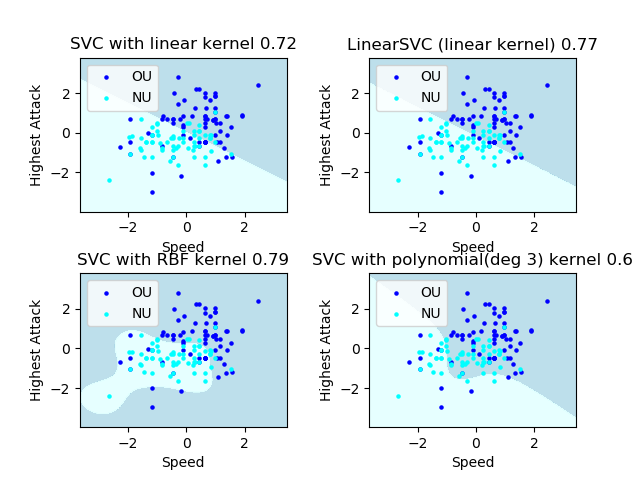 SVC with linear kernel 0.72
LinearSVC (linear kernel) 0.77
Highest Attack
2
0
−2
OU
NU
−2
0
2
Speed
Highest Attack
2
0
−2
OU
NU
−2
0
2
Speed
SVC with RBF kernel 0.79
SVC with polynomial(deg 3) kernel 0.6
Highest Attack
2
0
−2
OU
NU
−2
0
2
Speed
Highest Attack
2
0
−2
OU
NU
−2
0
2
Speed